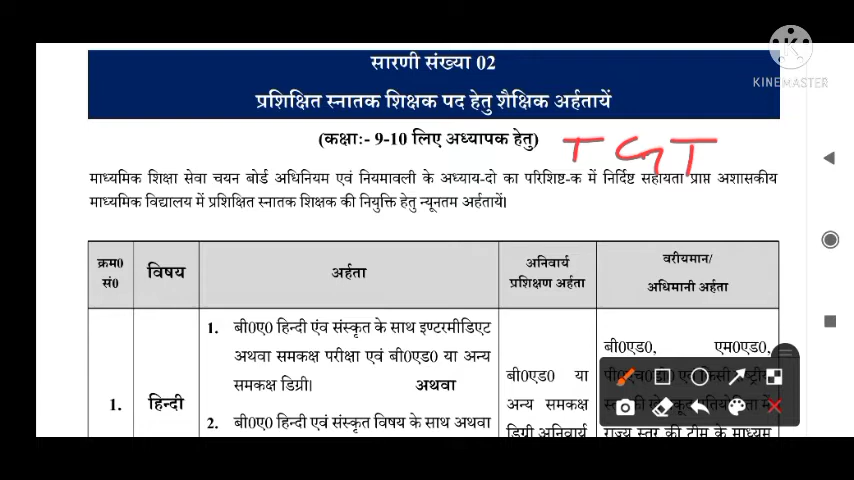 सारणी संख्या 02
KINEMASTER
प्रशिक्षित स्नातक शिक्षक पद हेतु शैक्षिक अर्हतायें
(कक्षाः- 9-10 लिए अध्यापक हेतु)
TGT
माध्यमिक शिक्षा सेवा चयन बोर्ड अधिनियम एवं नियमावली के अध्याय-दो का परिशिष्ट-क में निर्दिष्ट सहायता प्राप्त अशासकीय
माध्यमिक विद्यालय में प्रशिक्षित स्नातक शिक्षक की नियुक्ति हेतु न्यूनतम अर्हतायें।
क्रम0 सं0
विषय
अर्हता
अनिवार्य
प्रशिक्षण अर्हता
वरीयमान/
अधिमानी अर्हता
1.
हिन्दी
1. बी0ए0 हिन्दी एंव संस्कृत के साथ इण्टरमीडिएट
अथवा समकक्ष परीक्षा एवं बी0एड0 या अन्य
समकक्ष डिग्री। अथवा
2. बी0ए0 हिन्दी एवं संस्कृत विषय के साथ अथवा
बी0एड0 या
अन्य समकक्ष
डिग्री अनिवार्य
बी0एड0, एम0एड0,
राज्य स्तर की टीम के माध्यम